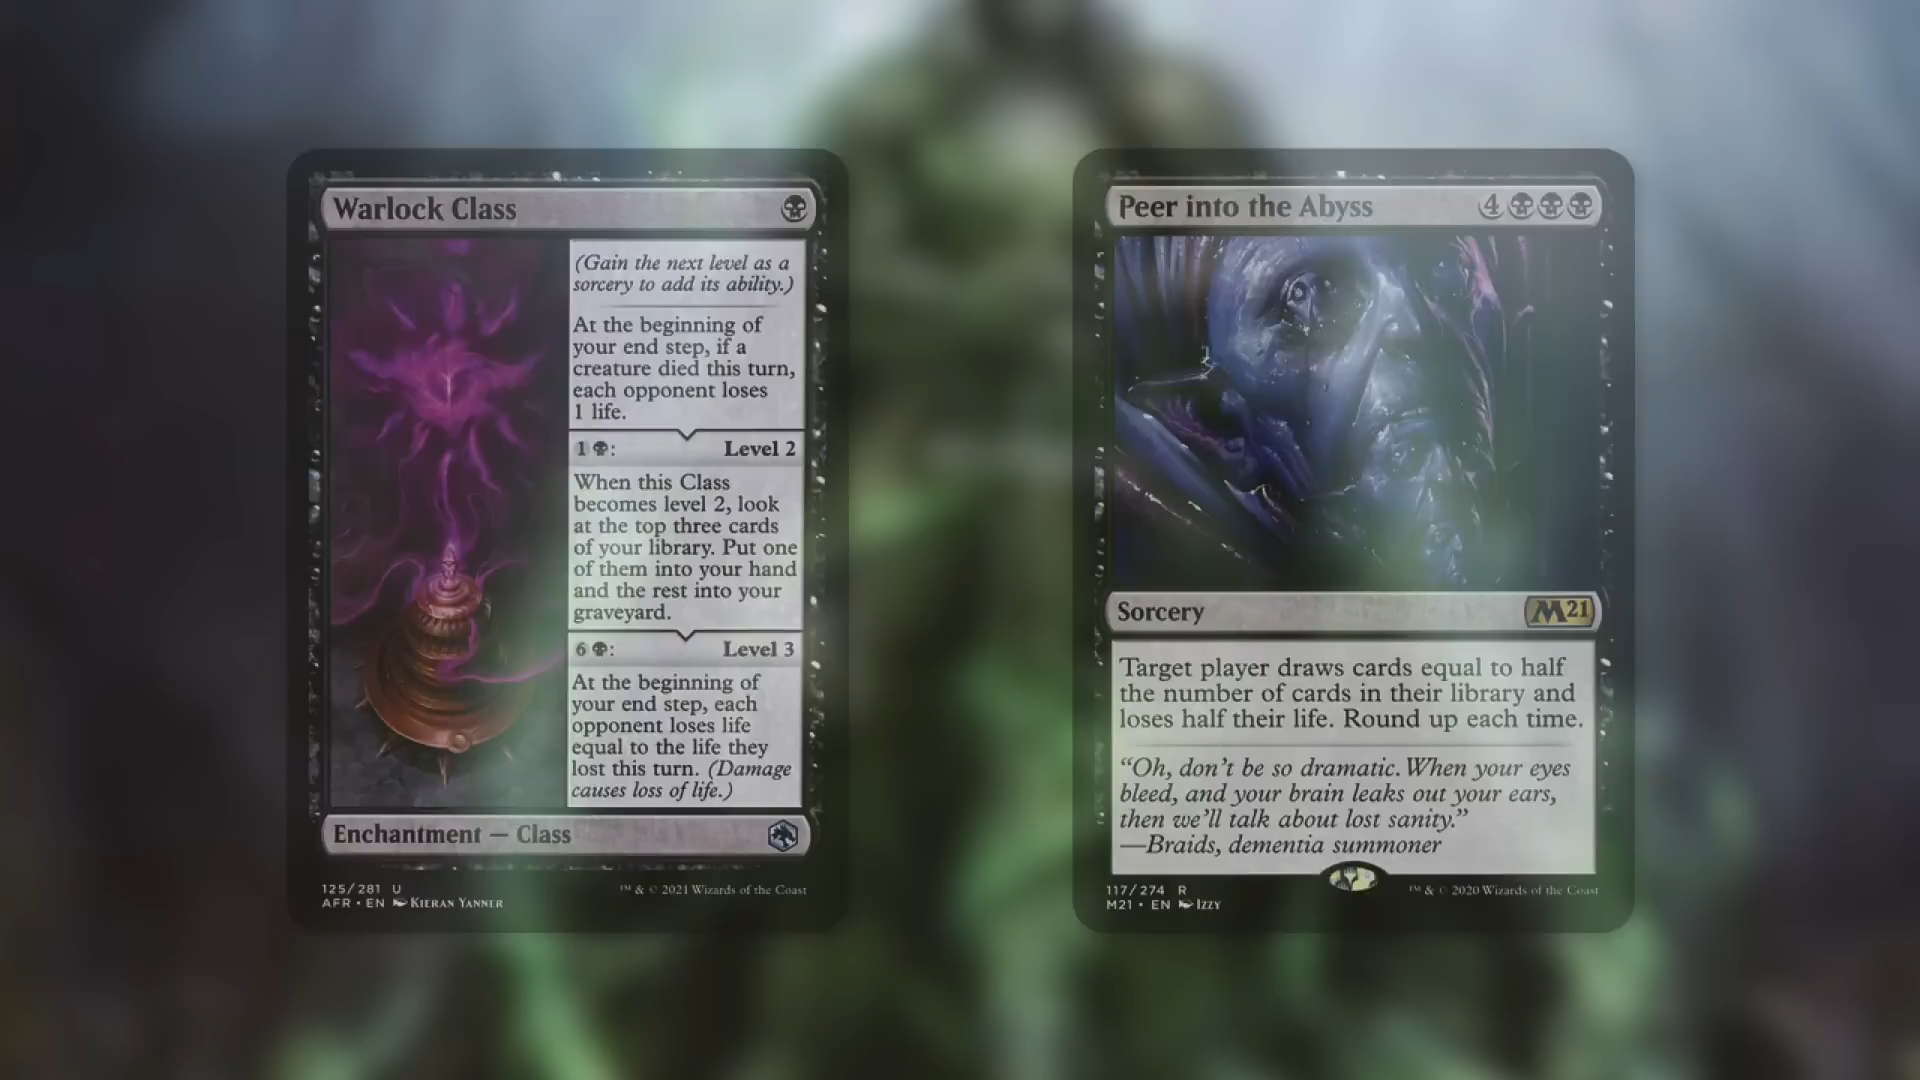 Warlock Class
(Gain the next level as a
sorcery to add its ability.)
At the beginning of
your end step, if a
creature died this turn,
each opponent loses
1 life.
1 : Level 2
When this Class
becomes level 2, look
at the top three cards
of your library. Put one
of them into your hand
and the rest into your
graveyard.
6 : Level 3
At the beginning of
your end step, each
opponent loses life
equal to the life they
lost this turn. (Damage
causes loss of life.)
Enchantment — Class
125/281 U
AFR • EN KIERAN YANNER
™ & © 2021 Wizards of the Coast
Peer into the Abyss 4
Sorcery M21
Target player draws cards equal to half
the number of cards in their library and
loses half their life. Round up each time.
“Oh, don’t be so dramatic. When your eyes
bleed, and your brain leaks out your ears,
then we’ll talk about lost sanity.”
—Braids, dementia summoner
117/274 R
M21 • EN IZZY
™ & © 2020 Wizards of the Coast